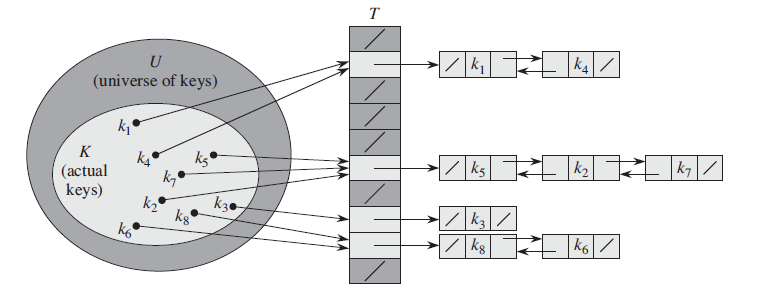 T
U
(universe of keys)
K
(actual
keys)
k1
k4
k5
k7
k2
k8
k3
k6
k1 k4
k5 k2 k7
k3
k8 k6